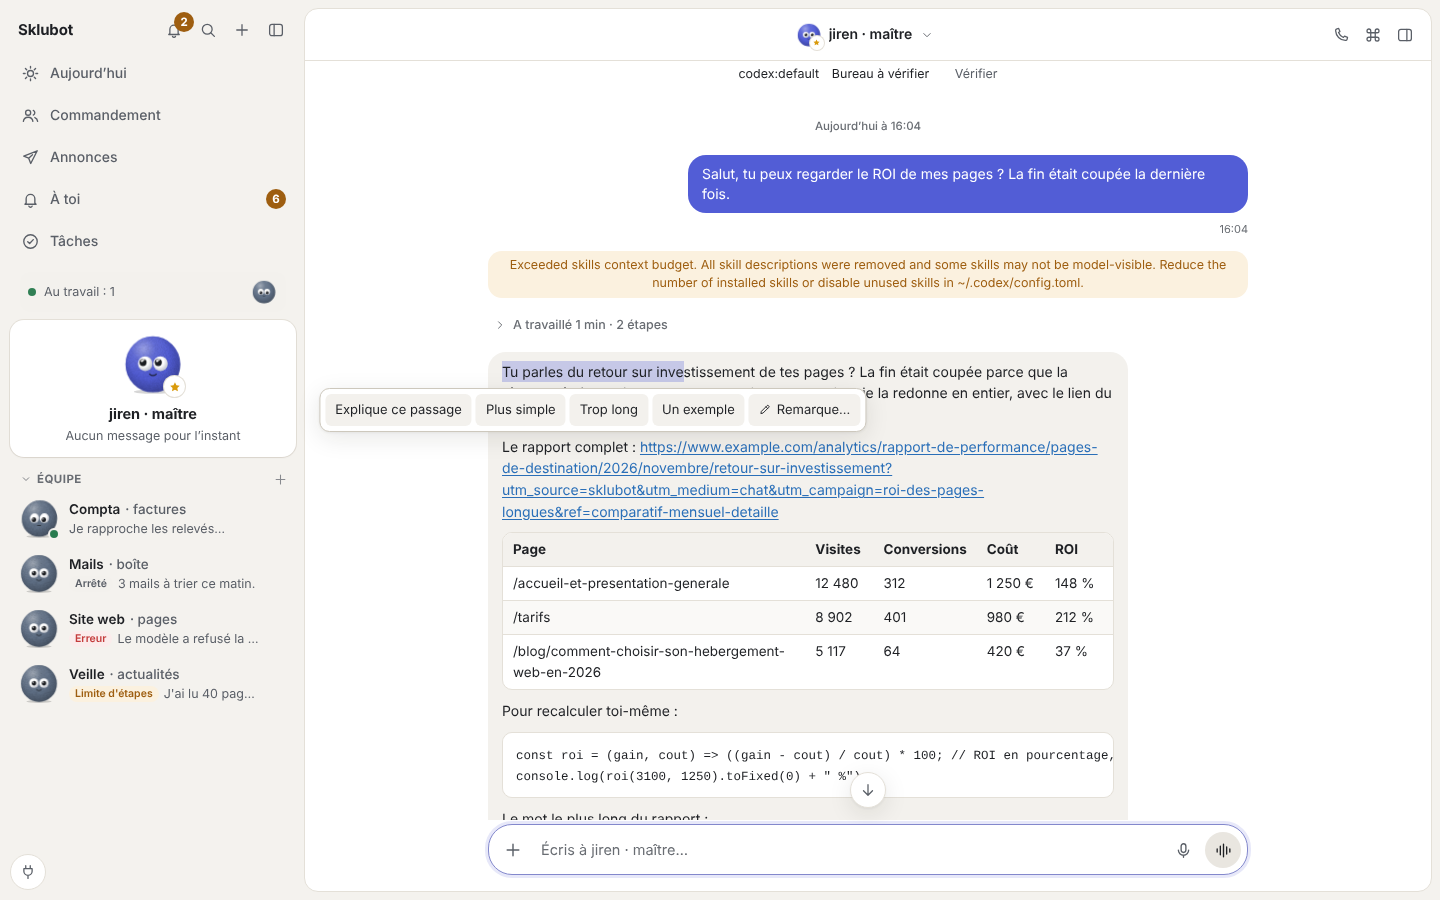 Sklubot
2
Aujourd'hui
Commandement
Annonces
À toi
6
Tâches
Au travail : 1
jiren · maître
Aucun message pour l'instant
ÉQUIPE
Compta · factures
Je rapproche les relevés...
Mails · boîte
Arrêté 3 mails à trier ce matin.
Site web · pages
Erreur Le modèle a refusé la ...
Veille · actualités
Limite d'étapes J'ai lu 40 pag...
jiren · maître
codex:default Bureau à vérifier Vérifier
Aujourd'hui à 16:04
Salut, tu peux regarder le ROI de mes pages ? La fin était coupée la dernière
fois.
16:04
Exceeded skills context budget. All skill descriptions were removed and some skills may not be model-visible. Reduce the
number of installed skills or disable unused skills in ~/.codex/config.toml.
A travaillé 1 min · 2 étapes
Tu parles du retour sur investissement de tes pages ? La fin était coupée parce que la
la redonne en entier, avec le lien du
Explique ce passage Plus simple Trop long Un exemple Remarque...
Le rapport complet : https://www.example.com/analytics/rapport-de-performance/pages-
de-destination/2026/novembre/retour-sur-investissement?
utm_source=sklubot&utm_medium=chat&utm_campaign=roi-des-pages-
longues&ref=comparatif-mensuel-detaille
Page Visites Conversions Coût ROI
/accueil-et-presentation-generale 12 480 312 1 250 € 148 %
/tarifs 8 902 401 980 € 212 %
/blog/comment-choisir-son-hebergement- 5 117 64 420 € 37 %
web-en-2026
Pour recalculer toi-même :
const roi = (gain, cout) => ((gain - cout) / cout) * 100; // ROI en pourcentage,
console.log(roi(3100, 1250).toFixed(0) + " %")
Le mot le plus long du rapport :
Écris à jiren · maître...